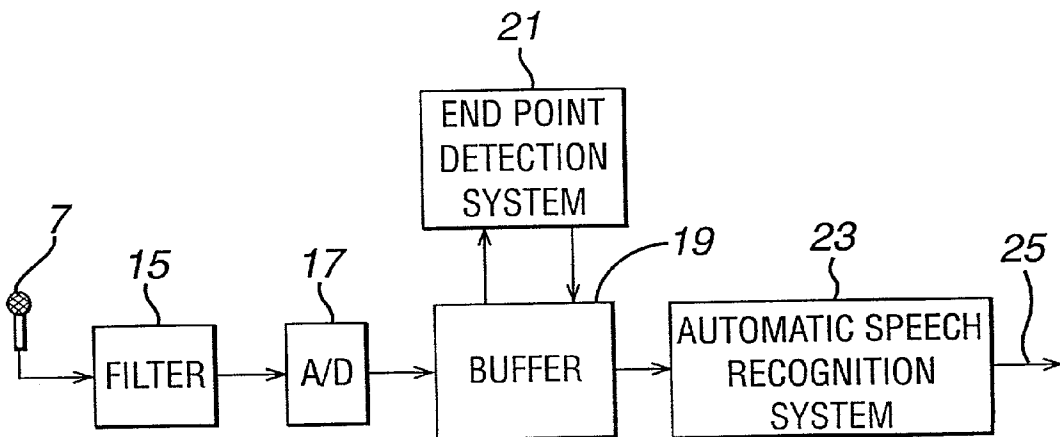 21
END POINT
DETECTION
SYSTEM
7
15
17
19
23
25
FILTER
A/D
BUFFER
AUTOMATIC SPEECH
RECOGNITION
SYSTEM